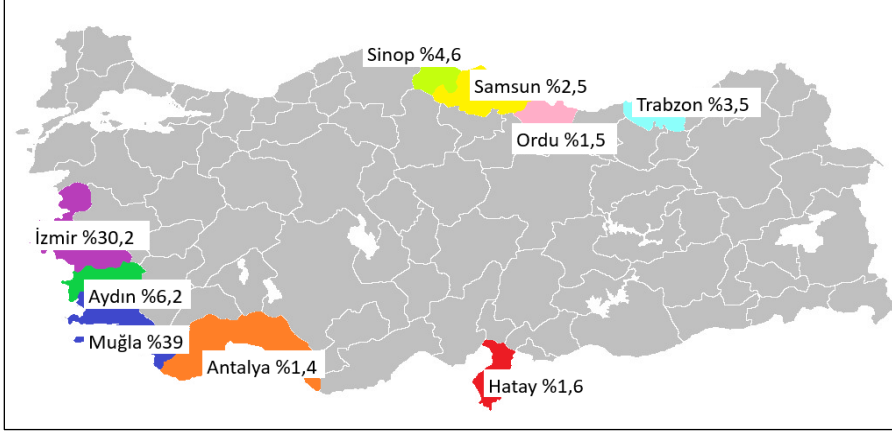 Sinop %4,6
Samsun %2,5
Trabzon %3,5
Ordu %1,5
İzmir %30,2
Aydın %6,2
Muğla %39
Antalya %1,4
Hatay %1,6